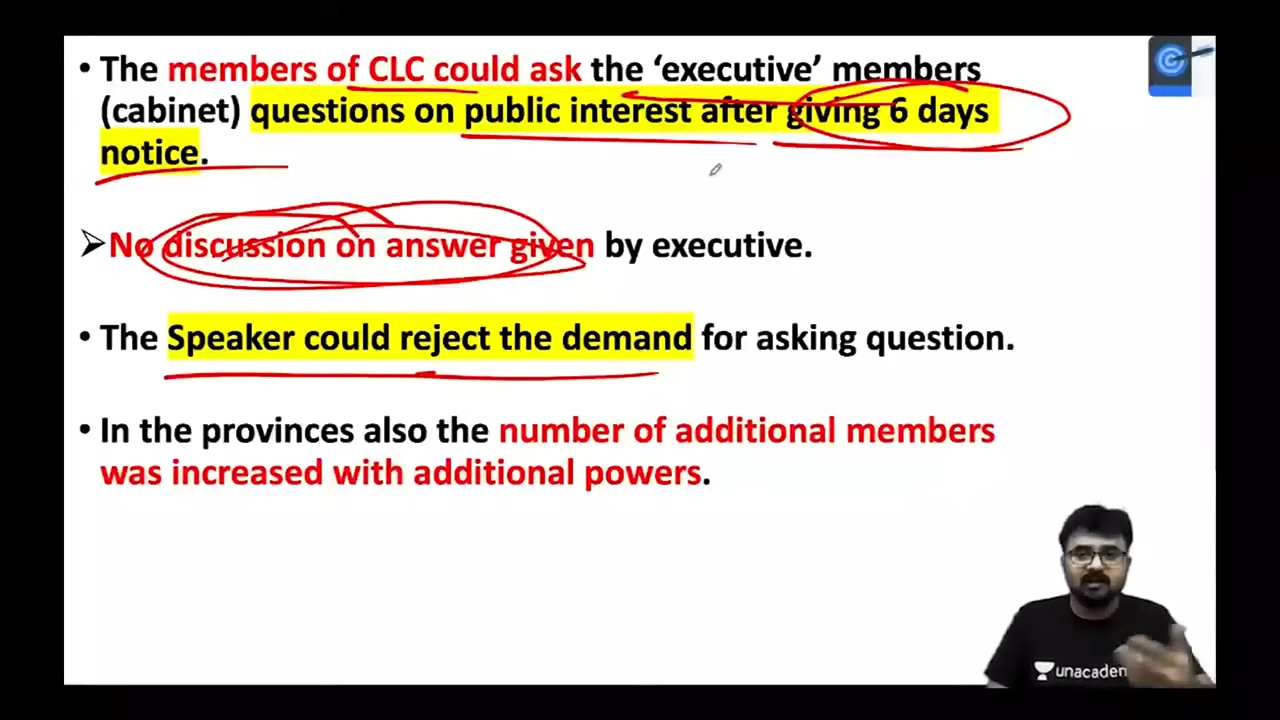 • The members of CLC could ask the ‘executive’ members
(cabinet) questions on public interest after giving 6 days
notice.
➢No discussion on answer given by executive.
• The Speaker could reject the demand for asking question.
• In the provinces also the number of additional members
was increased with additional powers.